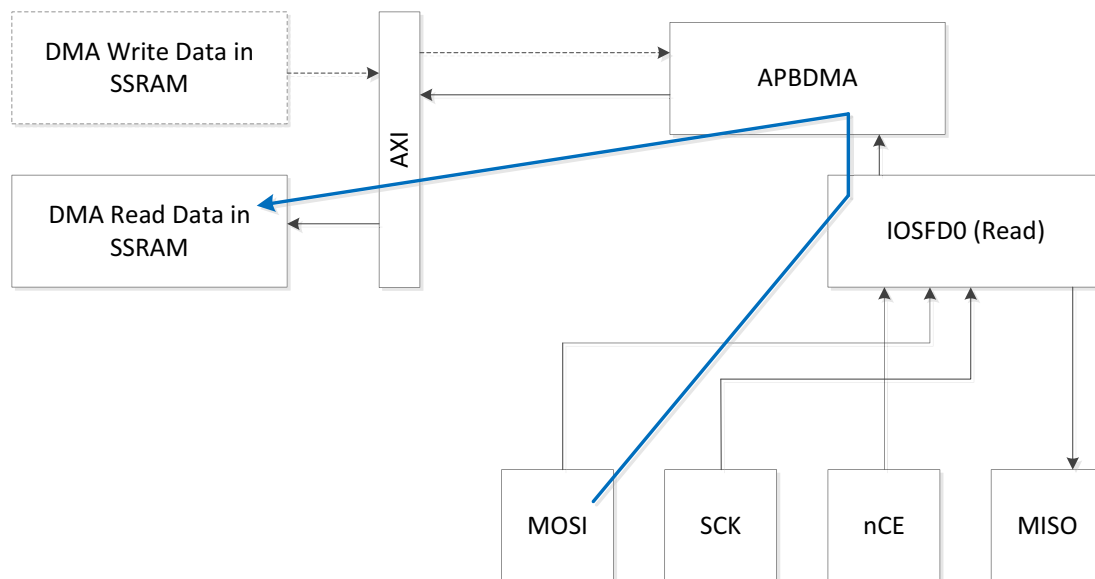 DMA Write Data in
SSRAM
APBDMA
AXI
DMA Read Data in
SSRAM
IOSFD0 (Read)
MOSI
SCK
nCE
MISO